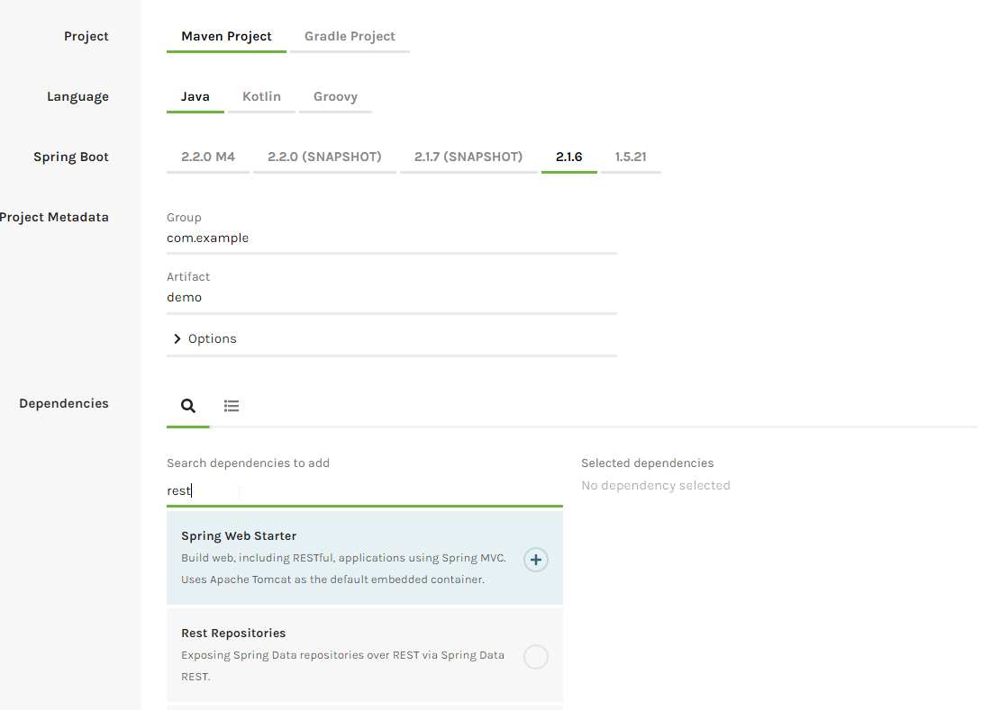 Project
Maven Project Gradle Project
Language
Java Kotlin Groovy
Spring Boot
2.2.0 M4 2.2.0 (SNAPSHOT) 2.1.7 (SNAPSHOT) 2.1.6 1.5.21
Project Metadata
Group
com.example
Artifact
demo
Options
Dependencies
Search dependencies to add
rest
Selected dependencies
No dependency selected
Spring Web Starter
Build web, including RESTful, applications using Spring MVC.
Uses Apache Tomcat as the default embedded container.
Rest Repositories
Exposing Spring Data repositories over REST via Spring Data
REST.